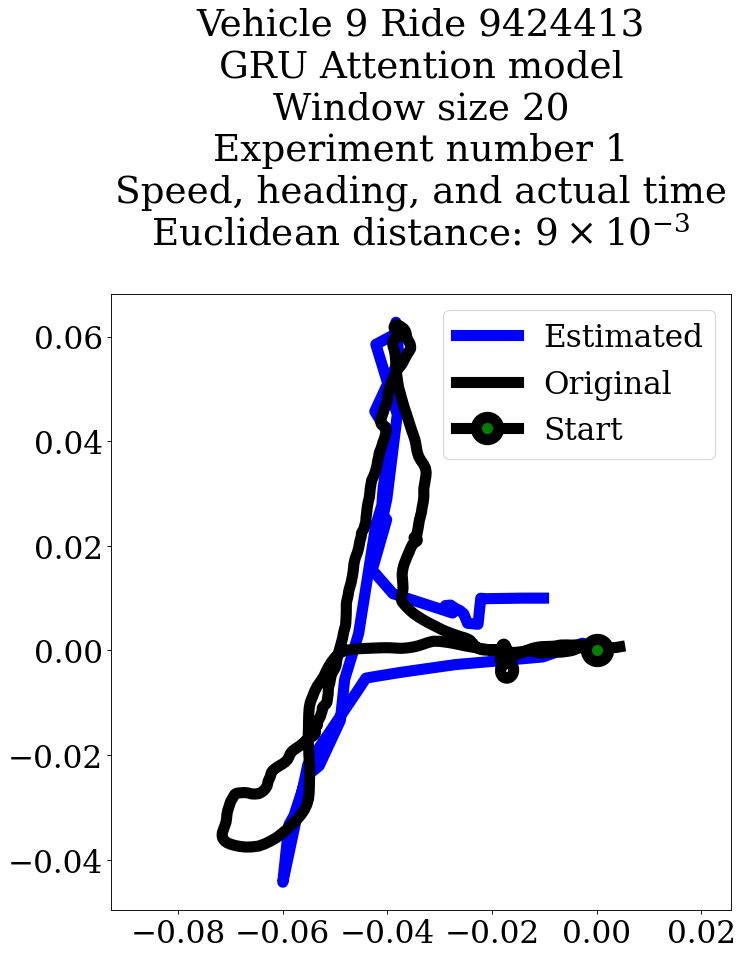 Vehicle 9 Ride 9424413
GRU Attention model
Window size 20
Experiment number 1
Speed, heading, and actual time
Euclidean distance: 9 × 10⁻³
Estimated
Original
Start
0.06
0.04
0.02
0.00
−0.02
−0.04
−0.08 −0.06 −0.04 −0.02 0.00 0.02